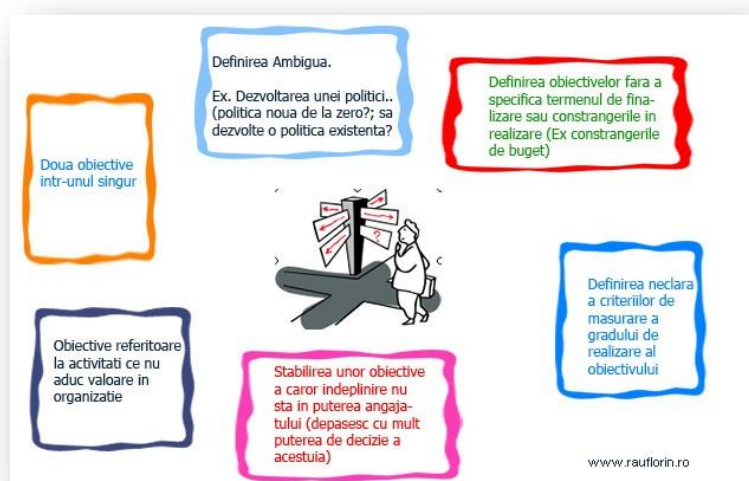 Definirea Ambigua.
Ex. Dezvoltarea unei politici..
(politica noua de la zero?; sa
dezvolte o politica existenta?
Definirea obiectivelor fara a
specifica termenul de fina-
lizare sau constrangerile in
realizare (Ex constrangerile
de buget)
Doua obiective
intr-unul singur
?
Definirea neclara
a criteriilor de
masurare a
gradului de
realizare al
obiectivului
Obiective referitoare
la activitati ce nu
aduc valoare in
organizatie
Stabilirea unor obiective
a caror indeplinire nu
sta in puterea angaja-
tului (depasesc cu mult
puterea de decizie a
acestuia)
www.rauflorin.ro